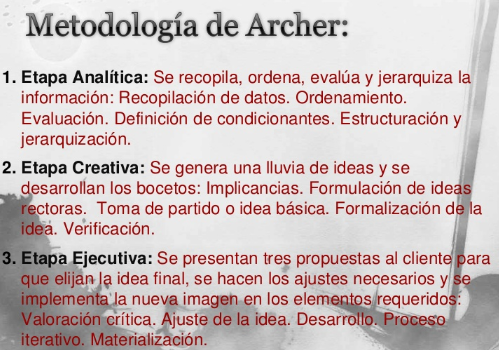 Metodología de Archer:
1. Etapa Analítica: Se recopila, ordena, evalúa y jerarquiza la
información: Recopilación de datos. Ordenamiento.
Evaluación. Definición de condicionantes. Estructuración y
jerarquización.
2. Etapa Creativa: Se genera una lluvia de ideas y se
desarrollan los bocetos: Implicancias. Formulación de ideas
rectoras. Toma de partido o idea básica. Formalización de la
idea. Verificación.
3. Etapa Ejecutiva: Se presentan tres propuestas al cliente para
que elijan la idea final, se hacen los ajustes necesarios y se
implementa la nueva imagen en los elementos requeridos:
Valoración crítica. Ajuste de la idea. Desarrollo. Proceso
iterativo. Materialización.